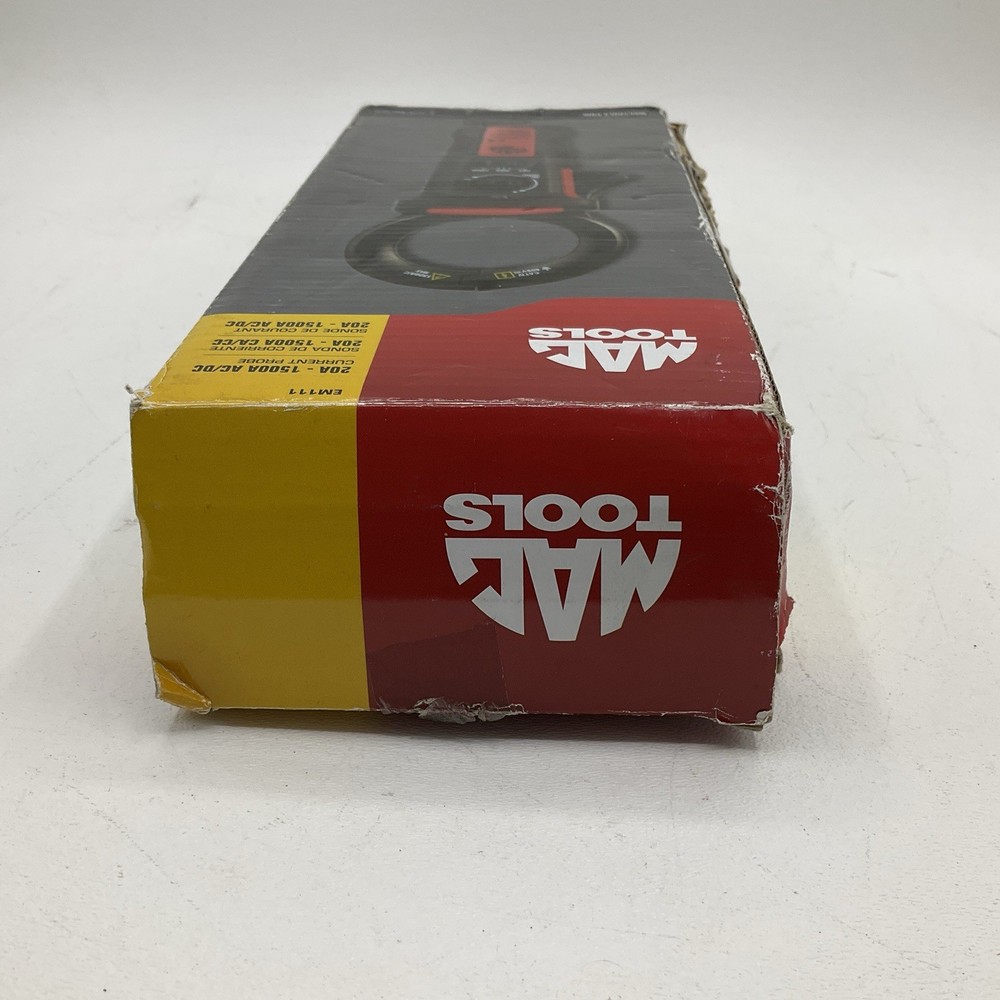 MAC
TOOLS
EM111
CURRENT PROBE
20A - 1500A AC/DC
SONDA DE CORRIENTE
20A - 1500A CA/CC
SONDE DE COURANT
20A - 1500A AC/DC
MAC
TOOLS